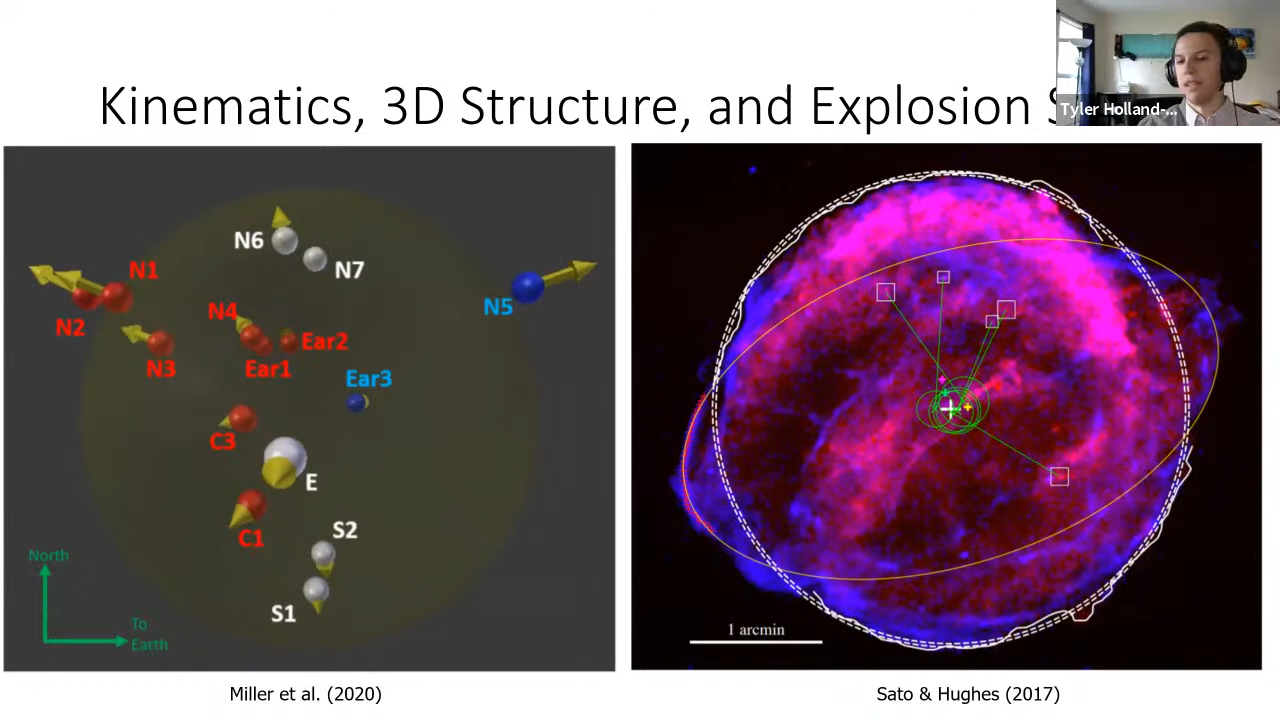 Kinematics, 3D Structure, and Explosion
Tyler Holland-...
N6
N7
N1
N2
N5
N4
Ear2
N3
Ear1
Ear3
C3
E
C1
S2
S1
North
To
Earth
1 arcmin
Miller et al. (2020)
Sato & Hughes (2017)